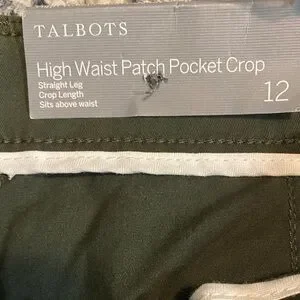 TALBOTS
High Waist Patch Pocket Crop
Straight Leg
Crop Length
Sits above waist
12